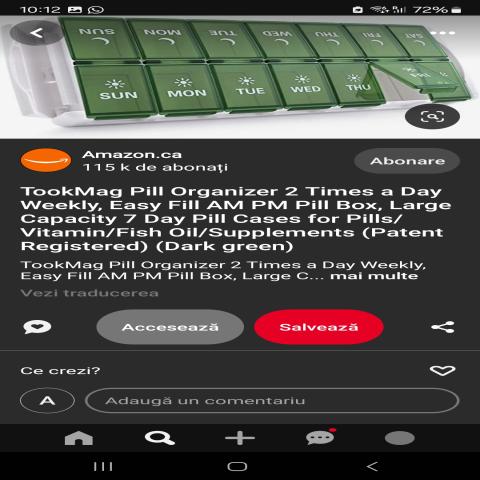 10:12
72%
SUN MON TUE WED THU FRI SAT
SUN MON TUE WED THU FRI
Amazon.ca
115 k de abonați
Abonare
TookMag Pill Organizer 2 Times a Day
Weekly, Easy Fill AM PM Pill Box, Large
Capacity 7 Day Pill Cases for Pills/
Vitamin/Fish Oil/Supplements (Patent
Registered) (Dark green)
TookMag Pill Organizer 2 Times a Day Weekly,
Easy Fill AM PM Pill Box, Large C... mai multe
Vezi traducerea
Accesează
Salvează
Ce crezi?
A
Adaugă un comentariu